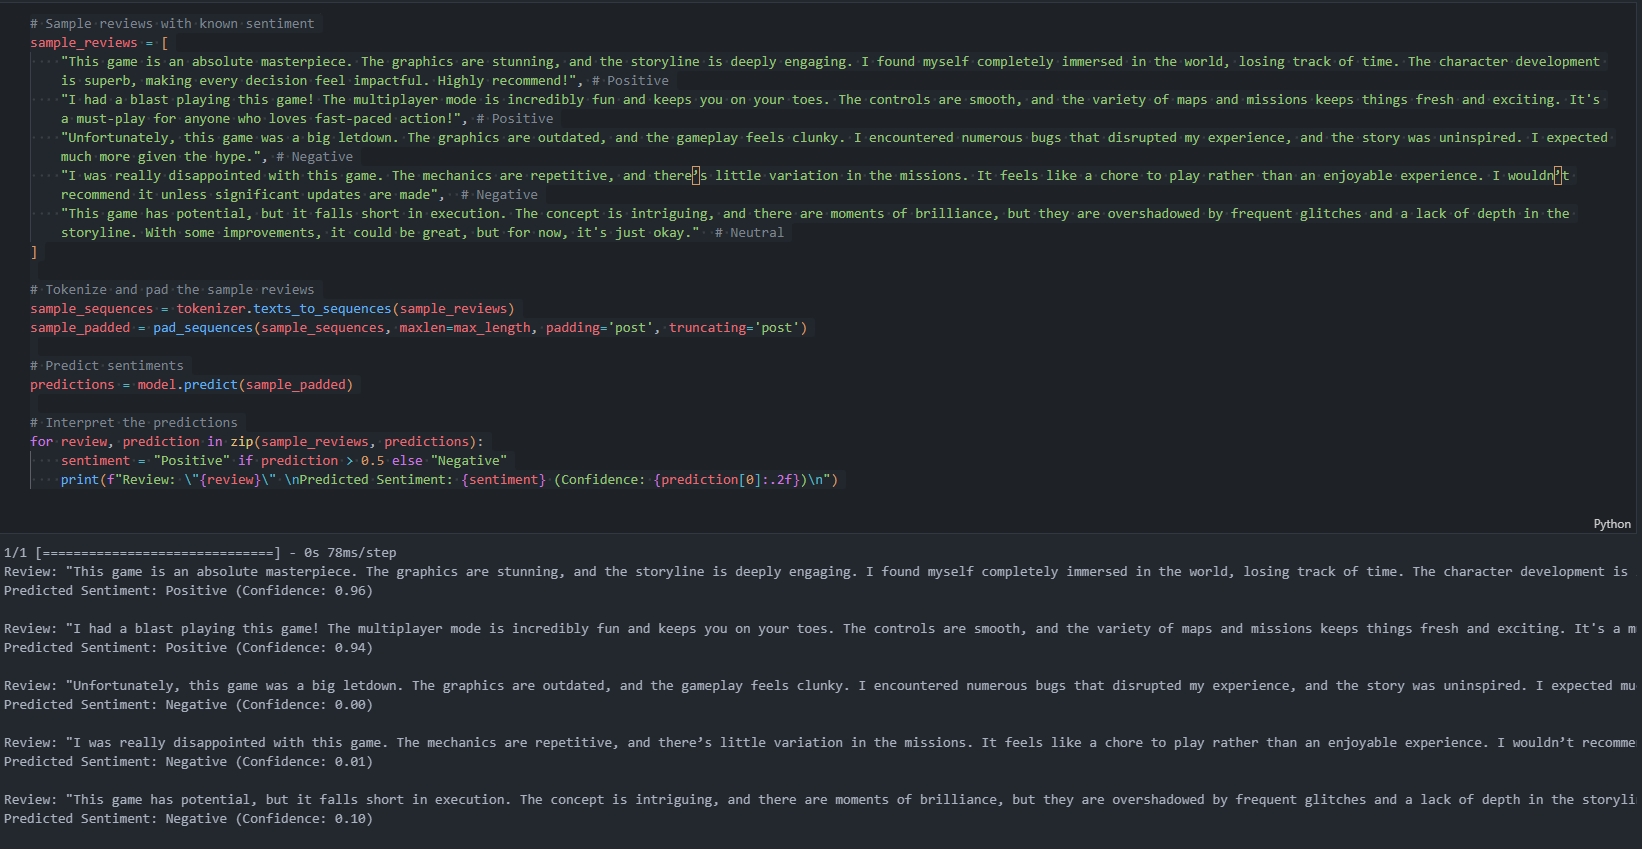 # Sample reviews with known sentiment
sample_reviews = [
    "This game is an absolute masterpiece. The graphics are stunning, and the storyline is deeply engaging. I found myself completely immersed in the world, losing track of time. The character development
    is superb, making every decision feel impactful. Highly recommend!", # Positive
    "I had a blast playing this game! The multiplayer mode is incredibly fun and keeps you on your toes. The controls are smooth, and the variety of maps and missions keeps things fresh and exciting. It's
    a must-play for anyone who loves fast-paced action!", # Positive
    "Unfortunately, this game was a big letdown. The graphics are outdated, and the gameplay feels clunky. I encountered numerous bugs that disrupted my experience, and the story was uninspired. I expected
    much more given the hype.", # Negative
    "I was really disappointed with this game. The mechanics are repetitive, and there’s little variation in the missions. It feels like a chore to play rather than an enjoyable experience. I wouldn’t
    recommend it unless significant updates are made",  # Negative
    "This game has potential, but it falls short in execution. The concept is intriguing, and there are moments of brilliance, but they are overshadowed by frequent glitches and a lack of depth in the
    storyline. With some improvements, it could be great, but for now, it's just okay."  # Neutral
]
# Tokenize and pad the sample reviews
sample_sequences = tokenizer.texts_to_sequences(sample_reviews)
sample_padded = pad_sequences(sample_sequences, maxlen=max_length, padding='post', truncating='post')
# Predict sentiments
predictions = model.predict(sample_padded)
# Interpret the predictions
for review, prediction in zip(sample_reviews, predictions):
    sentiment = "Positive" if prediction > 0.5 else "Negative"
    print(f"Review: \"{review}\" \nPredicted Sentiment: {sentiment} (Confidence: {prediction[0]:.2f})\n")
Python
1/1 [==============================] - 0s 78ms/step
Review: "This game is an absolute masterpiece. The graphics are stunning, and the storyline is deeply engaging. I found myself completely immersed in the world, losing track of time. The character development is
Predicted Sentiment: Positive (Confidence: 0.96)
Review: "I had a blast playing this game! The multiplayer mode is incredibly fun and keeps you on your toes. The controls are smooth, and the variety of maps and missions keeps things fresh and exciting. It's a m
Predicted Sentiment: Positive (Confidence: 0.94)
Review: "Unfortunately, this game was a big letdown. The graphics are outdated, and the gameplay feels clunky. I encountered numerous bugs that disrupted my experience, and the story was uninspired. I expected mu
Predicted Sentiment: Negative (Confidence: 0.00)
Review: "I was really disappointed with this game. The mechanics are repetitive, and there’s little variation in the missions. It feels like a chore to play rather than an enjoyable experience. I wouldn’t recomme
Predicted Sentiment: Negative (Confidence: 0.01)
Review: "This game has potential, but it falls short in execution. The concept is intriguing, and there are moments of brilliance, but they are overshadowed by frequent glitches and a lack of depth in the storyli
Predicted Sentiment: Negative (Confidence: 0.10)